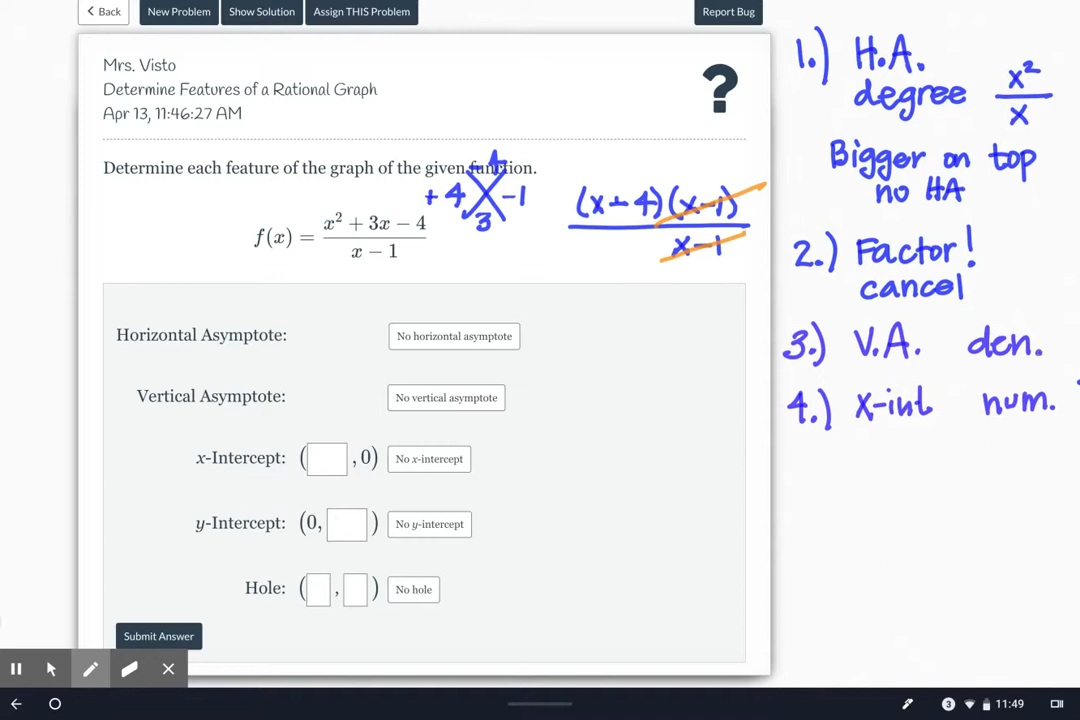 Back New Problem Show Solution Assign THIS Problem Report Bug
Mrs. Visto
Determine Features of a Rational Graph
Apr 13, 11:46:27 AM
?
Determine each feature of the graph of the given function.
f(x) = (x² + 3x − 4) / (x − 1)
-4
+4 -1
3
(x+4)(x-1)
x-1
Horizontal Asymptote: No horizontal asymptote
Vertical Asymptote: No vertical asymptote
x-Intercept: ( , 0) No x-intercept
y-Intercept: (0, ) No y-intercept
Hole: ( , ) No hole
Submit Answer
1.) H.A.
degree x²/x
Bigger on top
no HA
2.) Factor!
cancel
3.) V.A. den.
4.) x-int num.
3 11:49